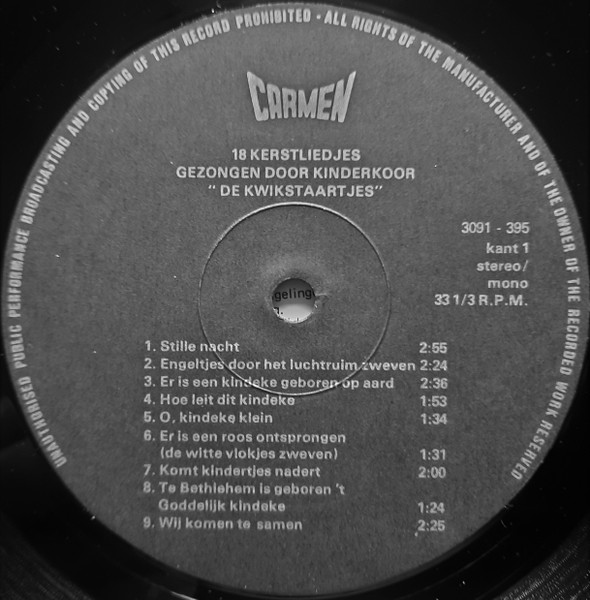 UNAUTHORISED PUBLIC PERFORMANCE BROADCASTING AND COPYING OF THIS RECORD PROHIBITED • ALL RIGHTS OF THE MANUFACTURER AND OF THE OWNER OF THE RECORDED WORK RESERVED
CARMEN
18 KERSTLIEDJES
GEZONGEN DOOR KINDERKOOR
“ DE KWIKSTAARTJES”
3091 - 395
kant 1
stereo/
mono
33 1/3 R.P.M.
geling
1. Stille nacht 2:55
2. Engeltjes door het luchtruim zweven 2:24
3. Er is een kindeke geboren op aard 2:36
4. Hoe leit dit kindeke 1:53
5. O, kindeke klein 1:34
6. Er is een roos ontsprongen
(de witte vlokjes zweven) 1:31
7. Komt kindertjes nadert 2:00
8. Te Bethlehem is geboren 't
Goddelijk kindeke 1:24
9. Wij komen te samen 2:25